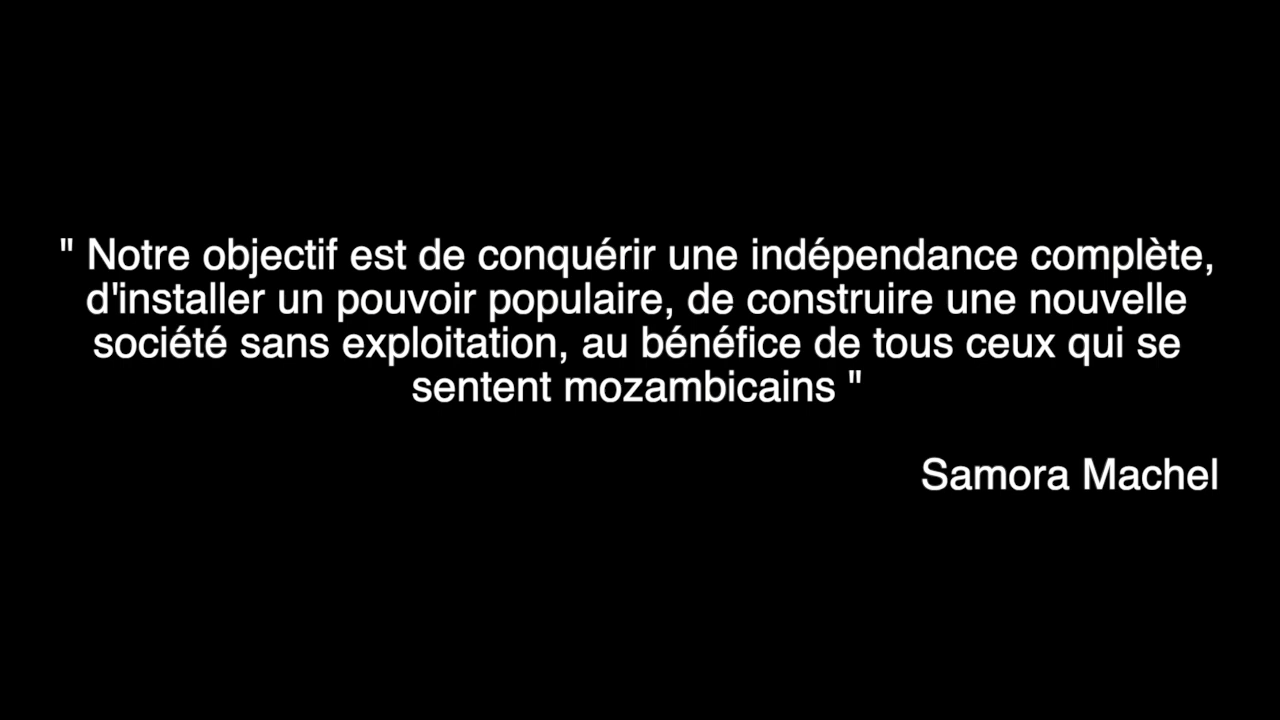 " Notre objectif est de conquérir une indépendance complète,
d'installer un pouvoir populaire, de construire une nouvelle
société sans exploitation, au bénéfice de tous ceux qui se
sentent mozambicains "
Samora Machel